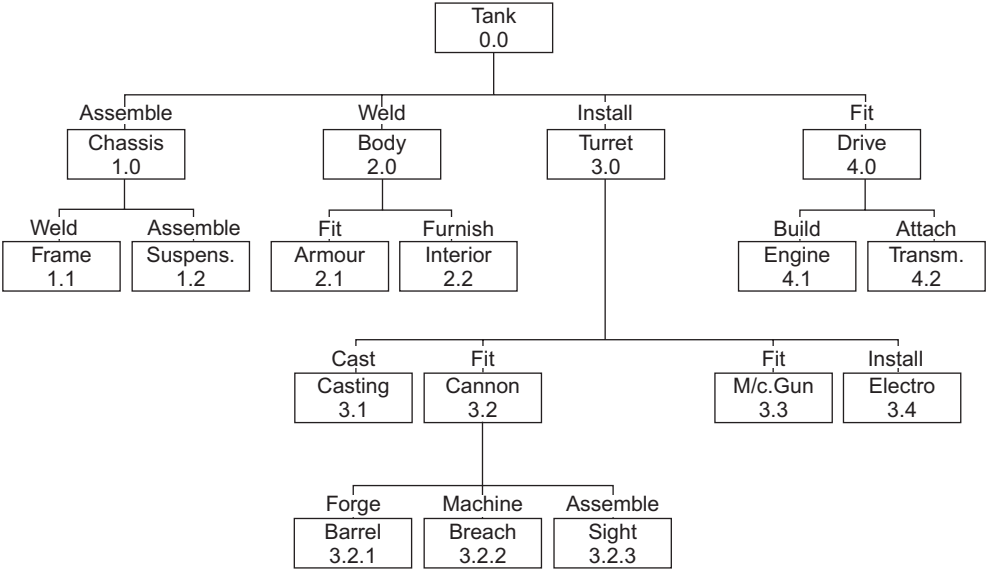 Tank
0.0
Assemble
Weld
Install
Fit
Chassis
1.0
Body
2.0
Turret
3.0
Drive
4.0
Weld
Assemble
Fit
Furnish
Build
Attach
Frame
1.1
Suspens.
1.2
Armour
2.1
Interior
2.2
Engine
4.1
Transm.
4.2
Cast
Fit
Fit
Install
Casting
3.1
Cannon
3.2
M/c.Gun
3.3
Electro
3.4
Forge
Machine
Assemble
Barrel
3.2.1
Breach
3.2.2
Sight
3.2.3